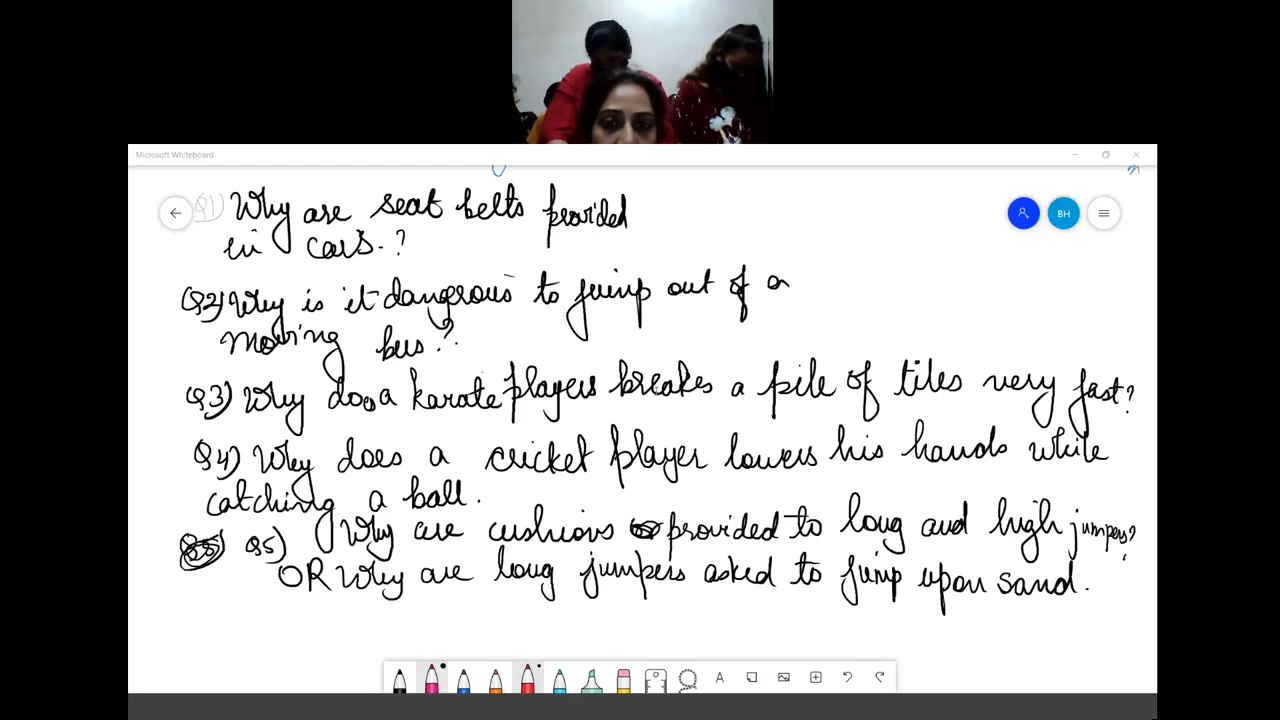 Microsoft Whiteboard
Q1) Why are seat belts provided
in cars.?
BH
Q2) Why is it dangrous to jump out of a
moving bus.?
Q3) Why does a karate players breakes a pile of tiles very fast?
Q4) Why does a cricket player lowers his hands while
catching a ball.
Q5) Why are cushions provided to long and high jumpers?
OR Why are long jumpers asked to jump upon sand.
A